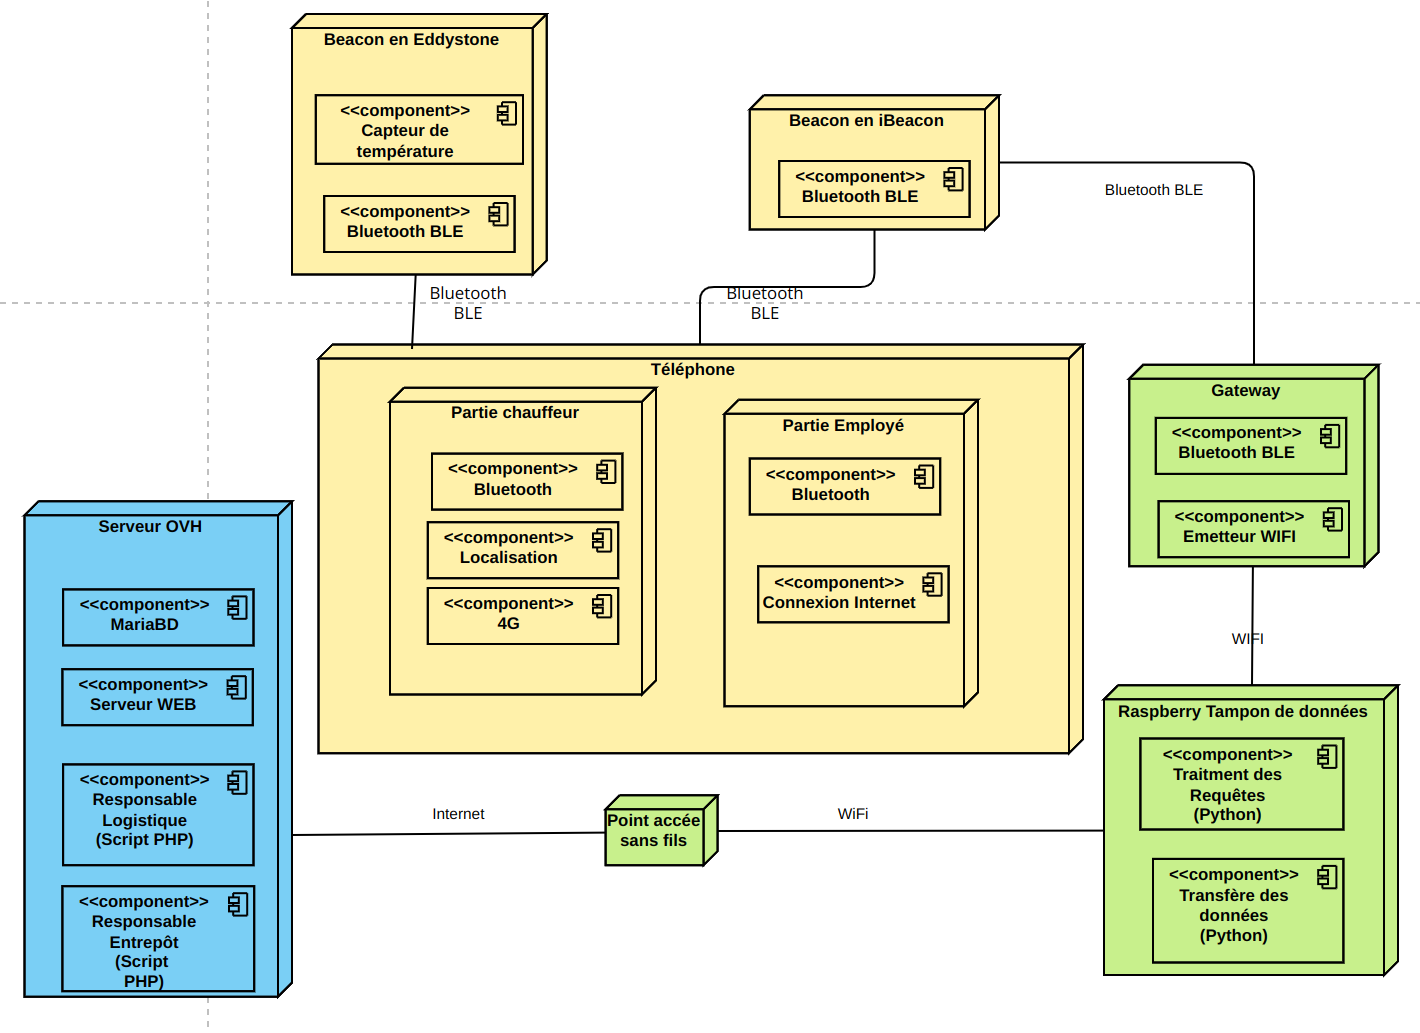 Beacon en Eddystone
<<component>>
Capteur de
température
<<component>>
Bluetooth BLE
Beacon en iBeacon
<<component>>
Bluetooth BLE
Bluetooth BLE
Bluetooth
BLE
Bluetooth
BLE
Téléphone
Partie chauffeur
<<component>>
Bluetooth
<<component>>
Localisation
<<component>>
4G
Partie Employé
<<component>>
Bluetooth
<<component>>
Connexion Internet
Gateway
<<component>>
Bluetooth BLE
<<component>>
Emetteur WIFI
WIFI
Serveur OVH
<<component>>
MariaBD
<<component>>
Serveur WEB
<<component>>
Responsable
Logistique
(Script PHP)
<<component>>
Responsable
Entrepôt
(Script
PHP)
Internet
Point accée
sans fils
WiFi
Raspberry Tampon de données
<<component>>
Traitment des
Requêtes
(Python)
<<component>>
Transfère des
données
(Python)